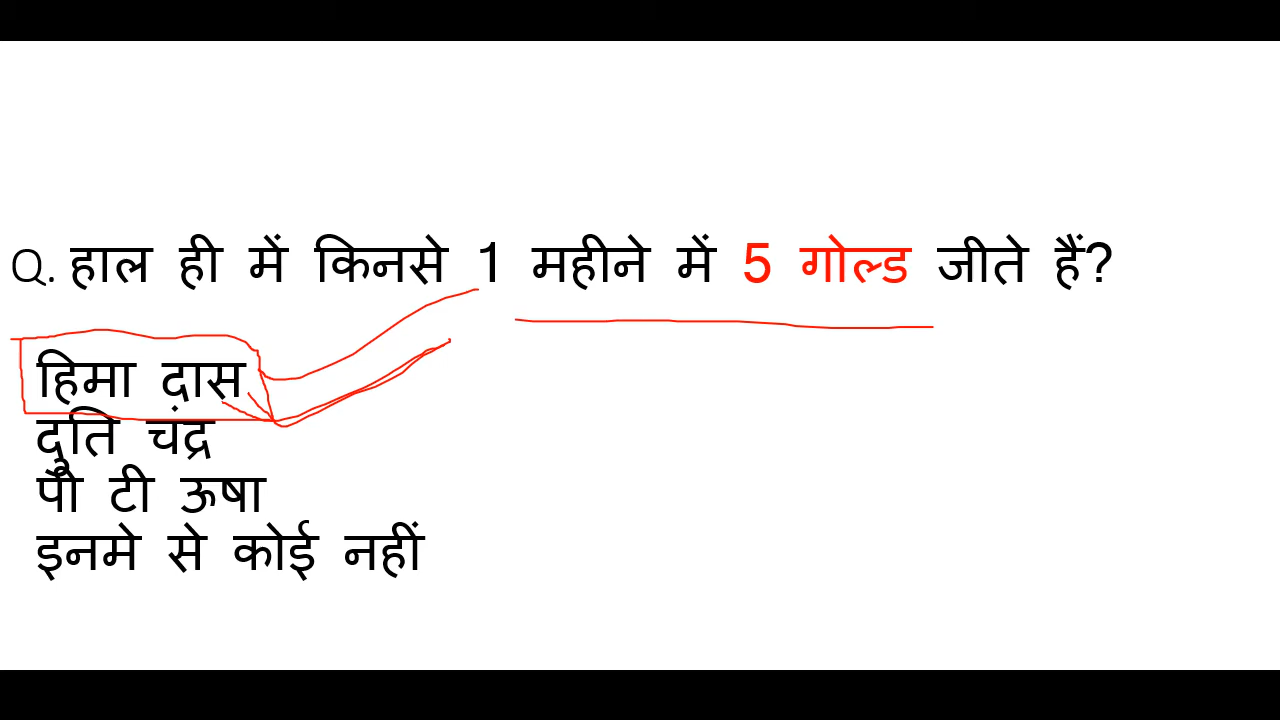 Q. हाल ही में किनसे 1 महीने में 5 गोल्ड जीते हैं?
हिमा दास
दुति चंद्र
पी टी ऊषा
इनमे से कोई नहीं